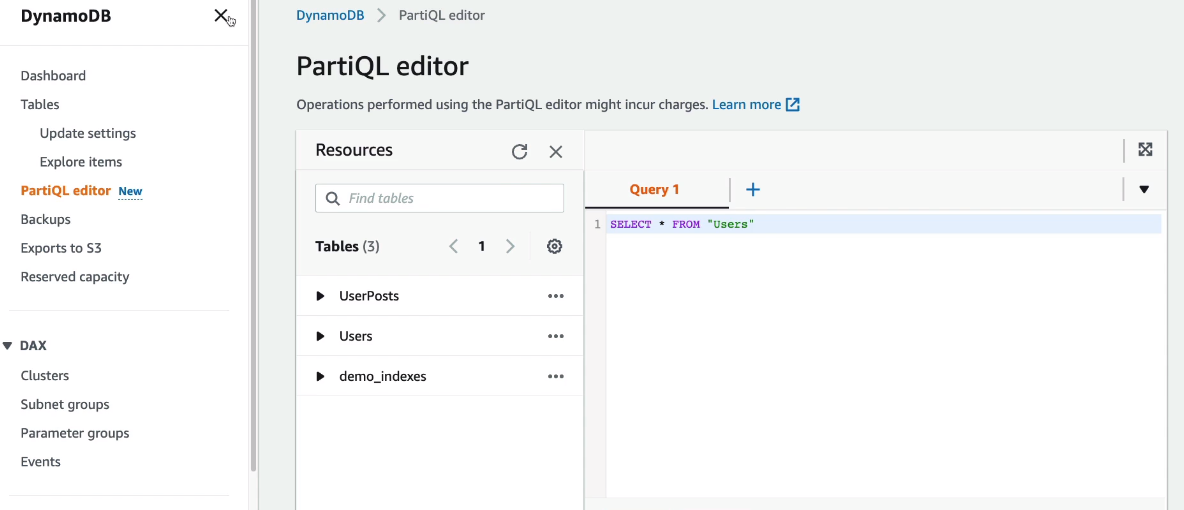 DynamoDB
Dashboard
Tables
Update settings
Explore items
PartiQL editor New
Backups
Exports to S3
Reserved capacity
DAX
Clusters
Subnet groups
Parameter groups
Events
DynamoDB > PartiQL editor
PartiQL editor
Operations performed using the PartiQL editor might incur charges. Learn more
Resources
Find tables
Tables (3)
1
UserPosts
Users
demo_indexes
Query 1
1 SELECT * FROM "Users"